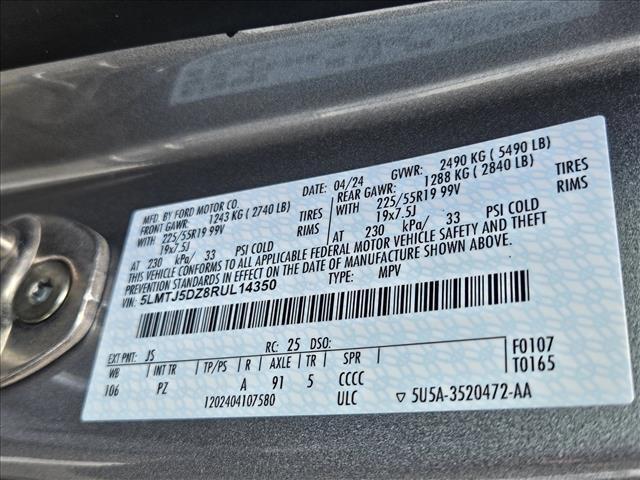 MFD. BY FORD MOTOR CO.
DATE: 04/24 GVWR: 2490 KG ( 5490 LB)
FRONT GAWR: 1243 KG ( 2740 LB) REAR GAWR: 1288 KG ( 2840 LB)
WITH 225/55R19 99V TIRES WITH 225/55R19 99V TIRES
19x7.5J RIMS 19x7.5J RIMS
AT 230 kPa/ 33 PSI COLD AT 230 kPa/ 33 PSI COLD
THIS VEHICLE CONFORMS TO ALL APPLICABLE FEDERAL MOTOR VEHICLE SAFETY AND THEFT
PREVENTION STANDARDS IN EFFECT ON THE DATE OF MANUFACTURE SHOWN ABOVE.
VIN: 5LMTJ5DZ8RUL14350 TYPE: MPV
EXT PNT: JS RC: 25 DSO: F0107
WB INT TR TP/PS R AXLE TR SPR T0165
106 PZ A 91 5 CCCC
120240410758​0 ULC ▽ 5U5A-3520472-AA